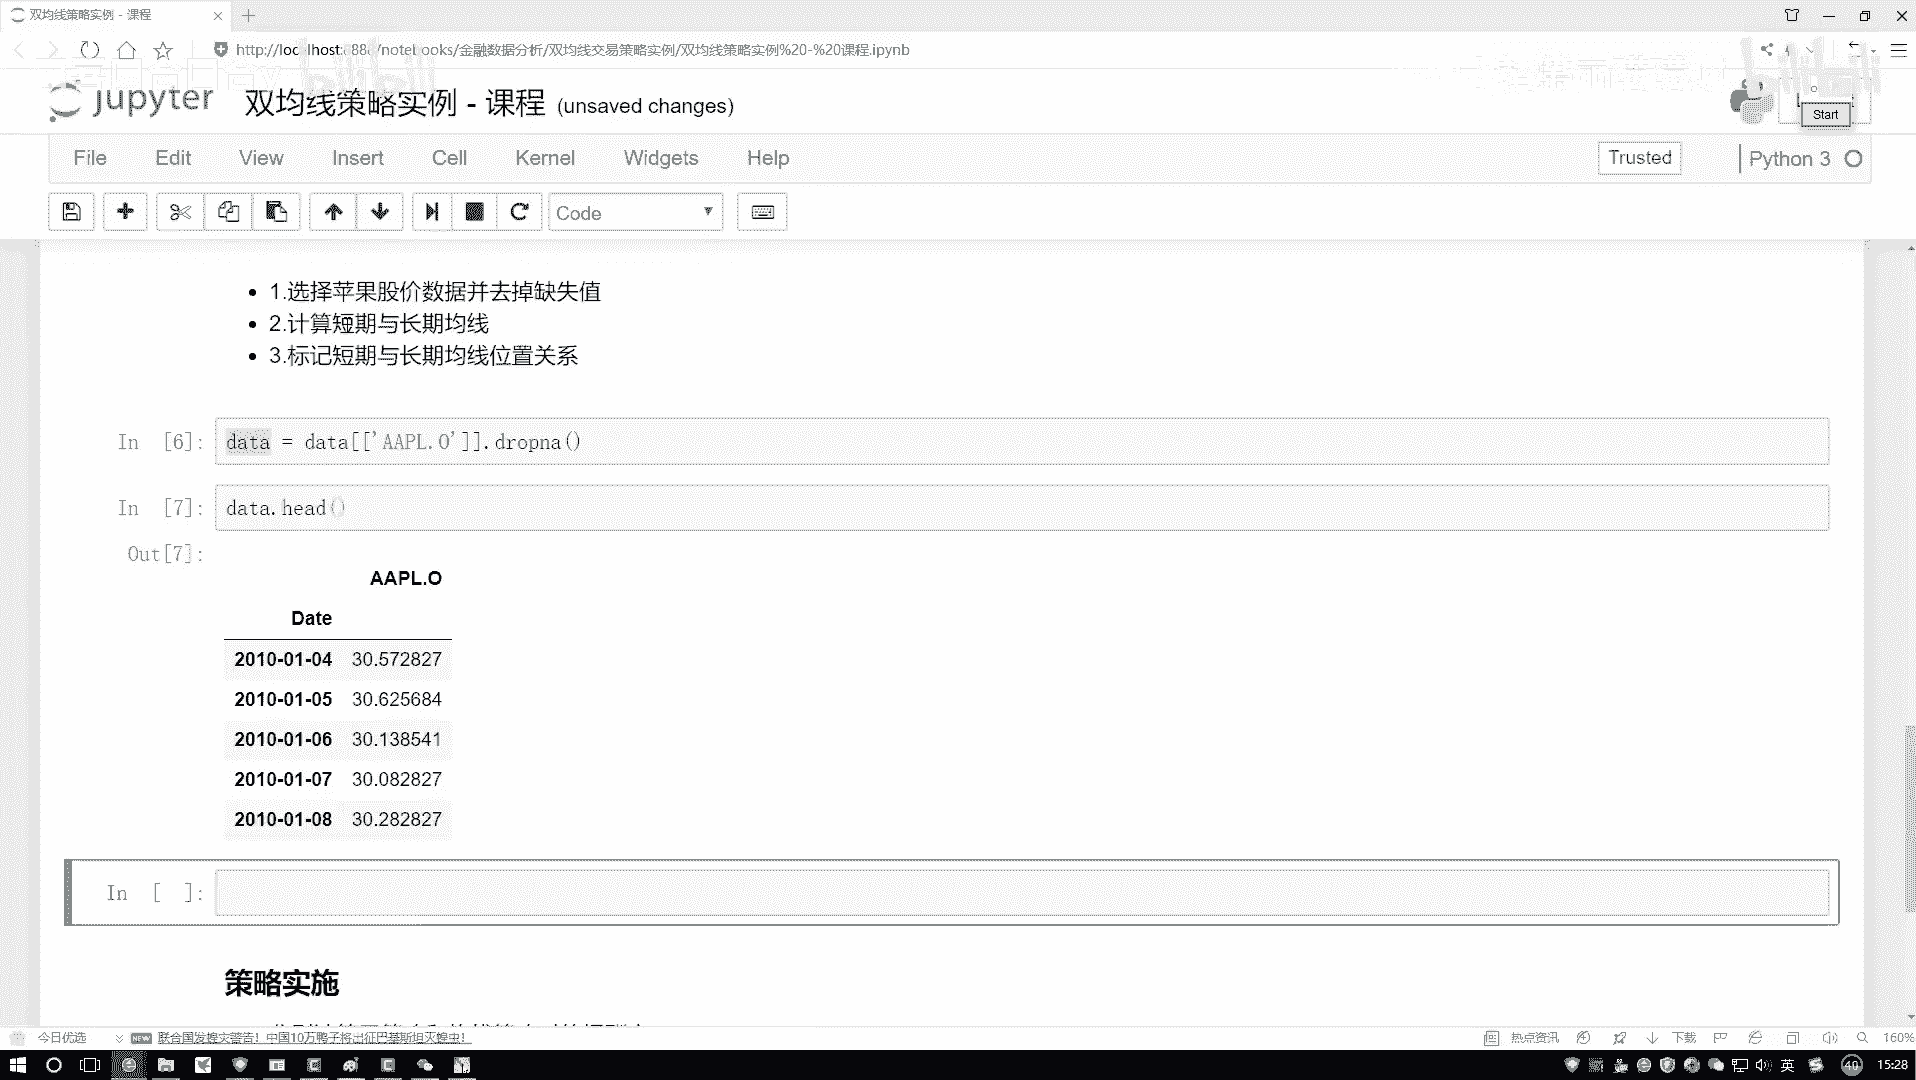 双均线策略实例 - 课程
http://localhost:888/notebooks/金融数据分析/双均线交易策略实例/双均线策略实例%20-%20课程.ipynb
jupyter 双均线策略实例 - 课程 (unsaved changes)
Start
File Edit View Insert Cell Kernel Widgets Help
Trusted Python 3
Code
1.选择苹果股价数据并去掉缺失值
2.计算短期与长期均线
3.标记短期与长期均线位置关系
In [6]: data = data[['AAPL.O']].dropna()
In [7]: data.head()
Out[7]:
AAPL.O
Date
2010-01-04 30.572827
2010-01-05 30.625684
2010-01-06 30.138541
2010-01-07 30.082827
2010-01-08 30.282827
In [ ]:
策略实施
今日优选 NEW 联合国发蝗灾警告！中国10万鸭子将出征巴基斯坦灭蝗虫！ 热点资讯 下载 160%
英 40 15:28